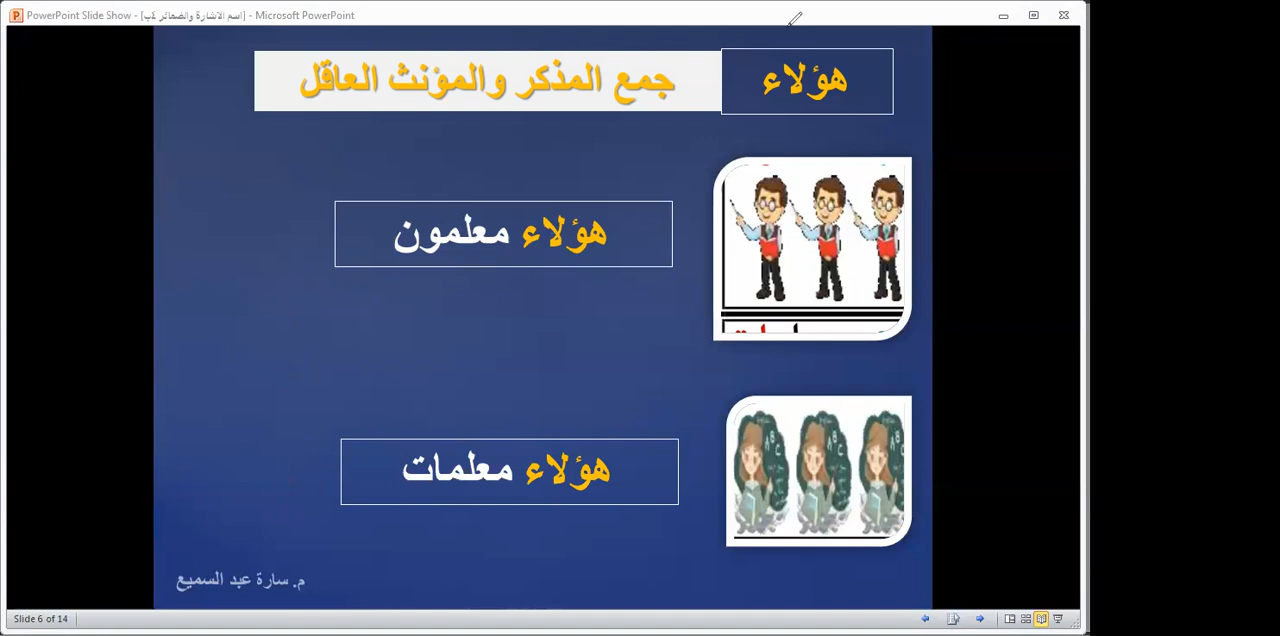 PowerPoint Slide Show - [اسم الاشارة والضمائر ةب] - Microsoft PowerPoint
هؤلاء
جمع المذكر والمؤنث العاقل
هؤلاء معلمون
هؤلاء معلمات
م. سارة عبد السميع
Slide 6 of 14